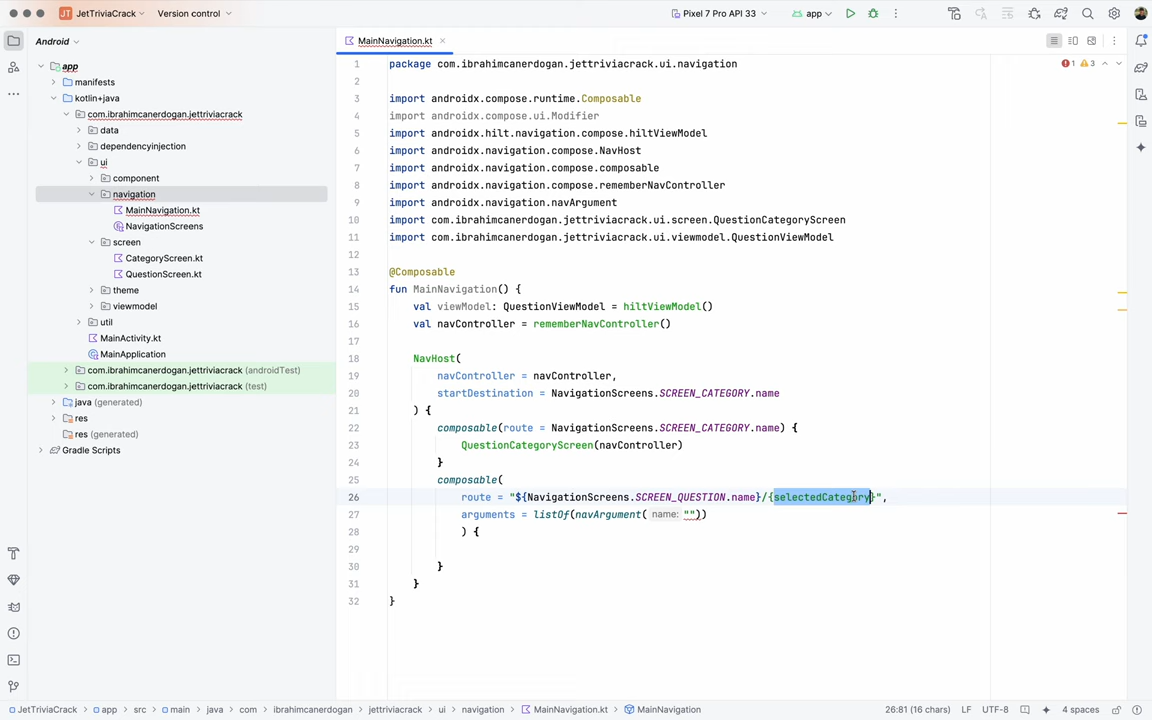 JT JetTriviaCrack Version control Pixel 7 Pro API 33 app
Android
MainNavigation.kt
app
manifests
kotlin+java
com.ibrahimcanerdogan.jettriviacrack
data
dependencyinjection
ui
component
navigation
MainNavigation.kt
NavigationScreens
screen
CategoryScreen.kt
QuestionScreen.kt
theme
viewmodel
util
MainActivity.kt
MainApplication
com.ibrahimcanerdogan.jettriviacrack (androidTest)
com.ibrahimcanerdogan.jettriviacrack (test)
java (generated)
res
res (generated)
Gradle Scripts
1 package com.ibrahimcanerdogan.jettriviacrack.ui.navigation 1 3
2
3 import androidx.compose.runtime.Composable
4 import androidx.compose.ui.Modifier
5 import androidx.hilt.navigation.compose.hiltViewModel
6 import androidx.navigation.compose.NavHost
7 import androidx.navigation.compose.composable
8 import androidx.navigation.compose.rememberNavController
9 import androidx.navigation.navArgument
10 import com.ibrahimcanerdogan.jettriviacrack.ui.screen.QuestionCategoryScreen
11 import com.ibrahimcanerdogan.jettriviacrack.ui.viewmodel.QuestionViewModel
12
13 @Composable
14 fun MainNavigation() {
15 val viewModel: QuestionViewModel = hiltViewModel()
16 val navController = rememberNavController()
17
18 NavHost(
19 navController = navController,
20 startDestination = NavigationScreens.SCREEN_CATEGORY.name
21 ) {
22 composable(route = NavigationScreens.SCREEN_CATEGORY.name) {
23 QuestionCategoryScreen(navController)
24 }
25 composable(
26 route = "${NavigationScreens.SCREEN_QUESTION.name}/{selectedCategory}",
27 arguments = listOf(navArgument( name: ""))
28 ) {
29
30 }
31 }
32 }
JetTriviaCrack app src main java com ibrahimcanerdogan jettriviacrack ui navigation MainNavigation.kt MainNavigation 26:81 (16 chars) LF UTF-8 4 spaces